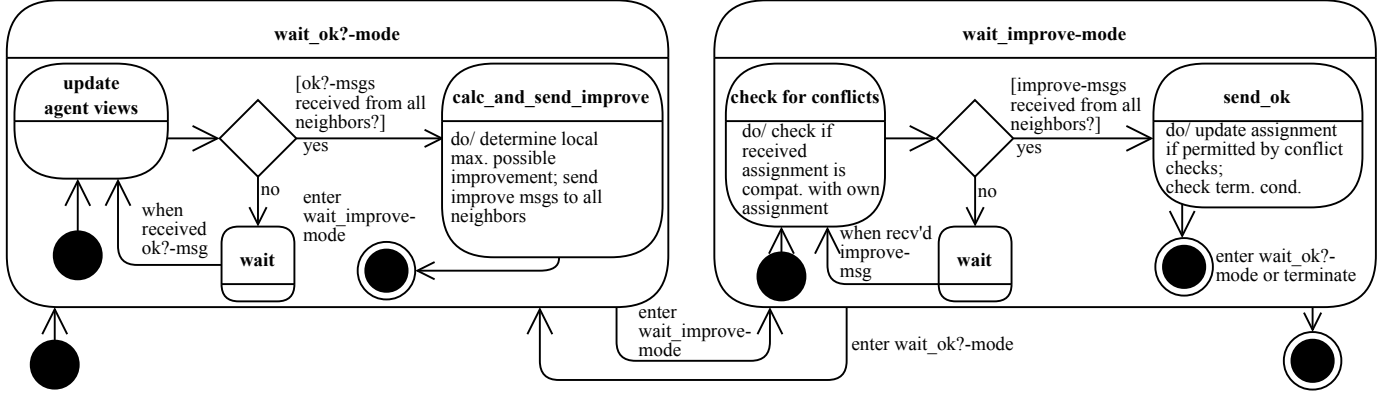 wait_ok?-mode
update
agent views
[ok?-msgs
received from all
neighbors?]
yes
no
wait
when
received
ok?-msg
enter
wait_improve-
mode
calc_and_send_improve
do/ determine local
max. possible
improvement; send
improve msgs to all
neighbors
enter
wait_improve-
mode
enter wait_ok?-mode
wait_improve-mode
check for conflicts
do/ check if
received
assignment is
compat. with own
assignment
[improve-msgs
received from all
neighbors?]
yes
no
wait
when recv'd
improve-
msg
send_ok
do/ update assignment
if permitted by conflict
checks;
check term. cond.
enter wait_ok?-
mode or terminate